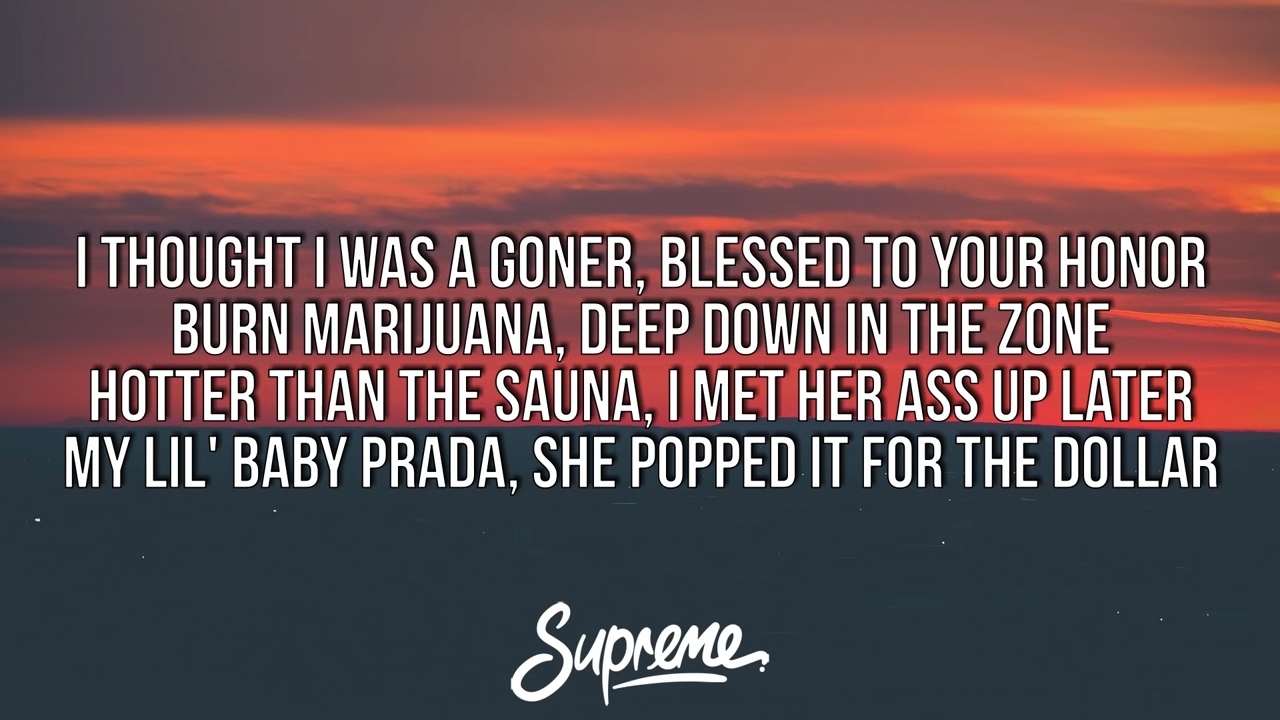 I THOUGHT I WAS A GONER, BLESSED TO YOUR HONOR
BURN MARIJUANA, DEEP DOWN IN THE ZONE
HOTTER THAN THE SAUNA, I MET HER ASS UP LATER
MY LIL' BABY PRADA, SHE POPPED IT FOR THE DOLLAR
Supreme